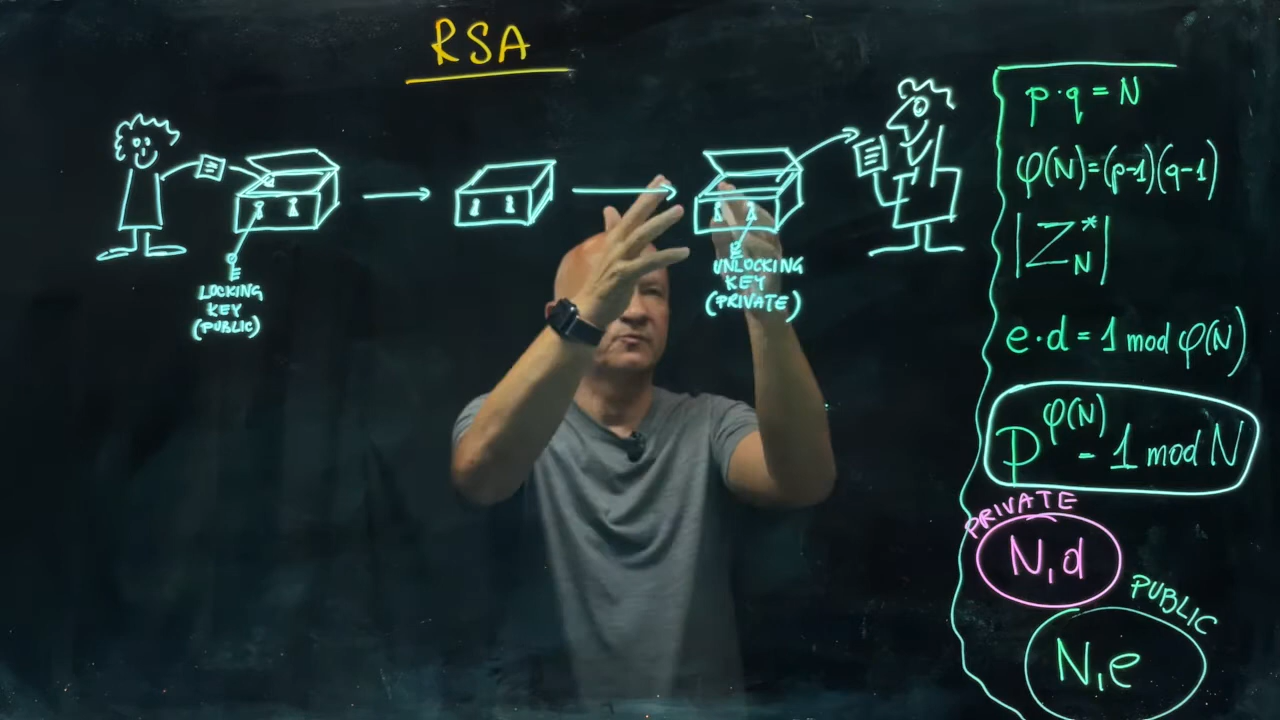 RSA
LOCKING
KEY
(PUBLIC)
UNLOCKING
KEY
(PRIVATE)
p·q = N
φ(N)=(p-1)(q-1)
|Z*N|
e·d = 1 mod φ(N)
P^φ(N) = 1 mod N
PRIVATE
N,d
PUBLIC
N,e